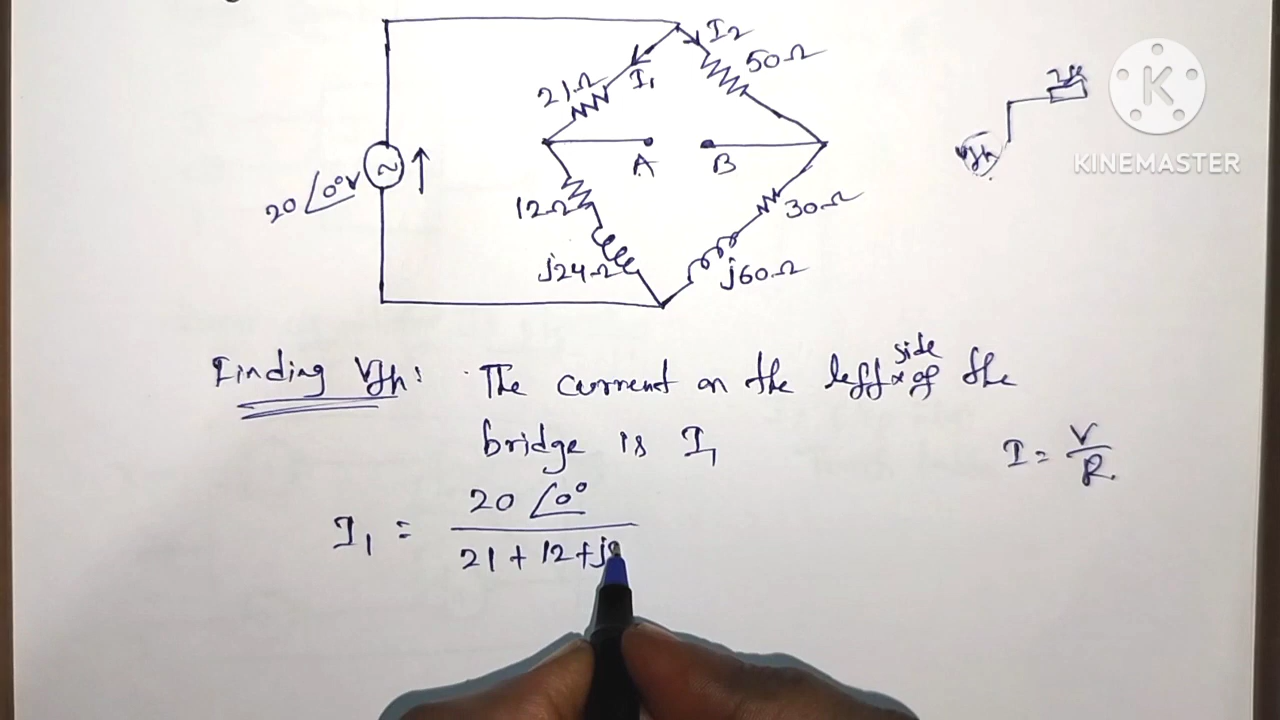 I2
50Ω
21Ω
I1
A
B
20∠0°V
12Ω
30Ω
j24Ω
j60Ω
Vth
K
KINEMASTER
Finding Vth: The current on the left side of the
bridge is I1
I = V/R
I1 = 20∠0°
21 + 12 + j